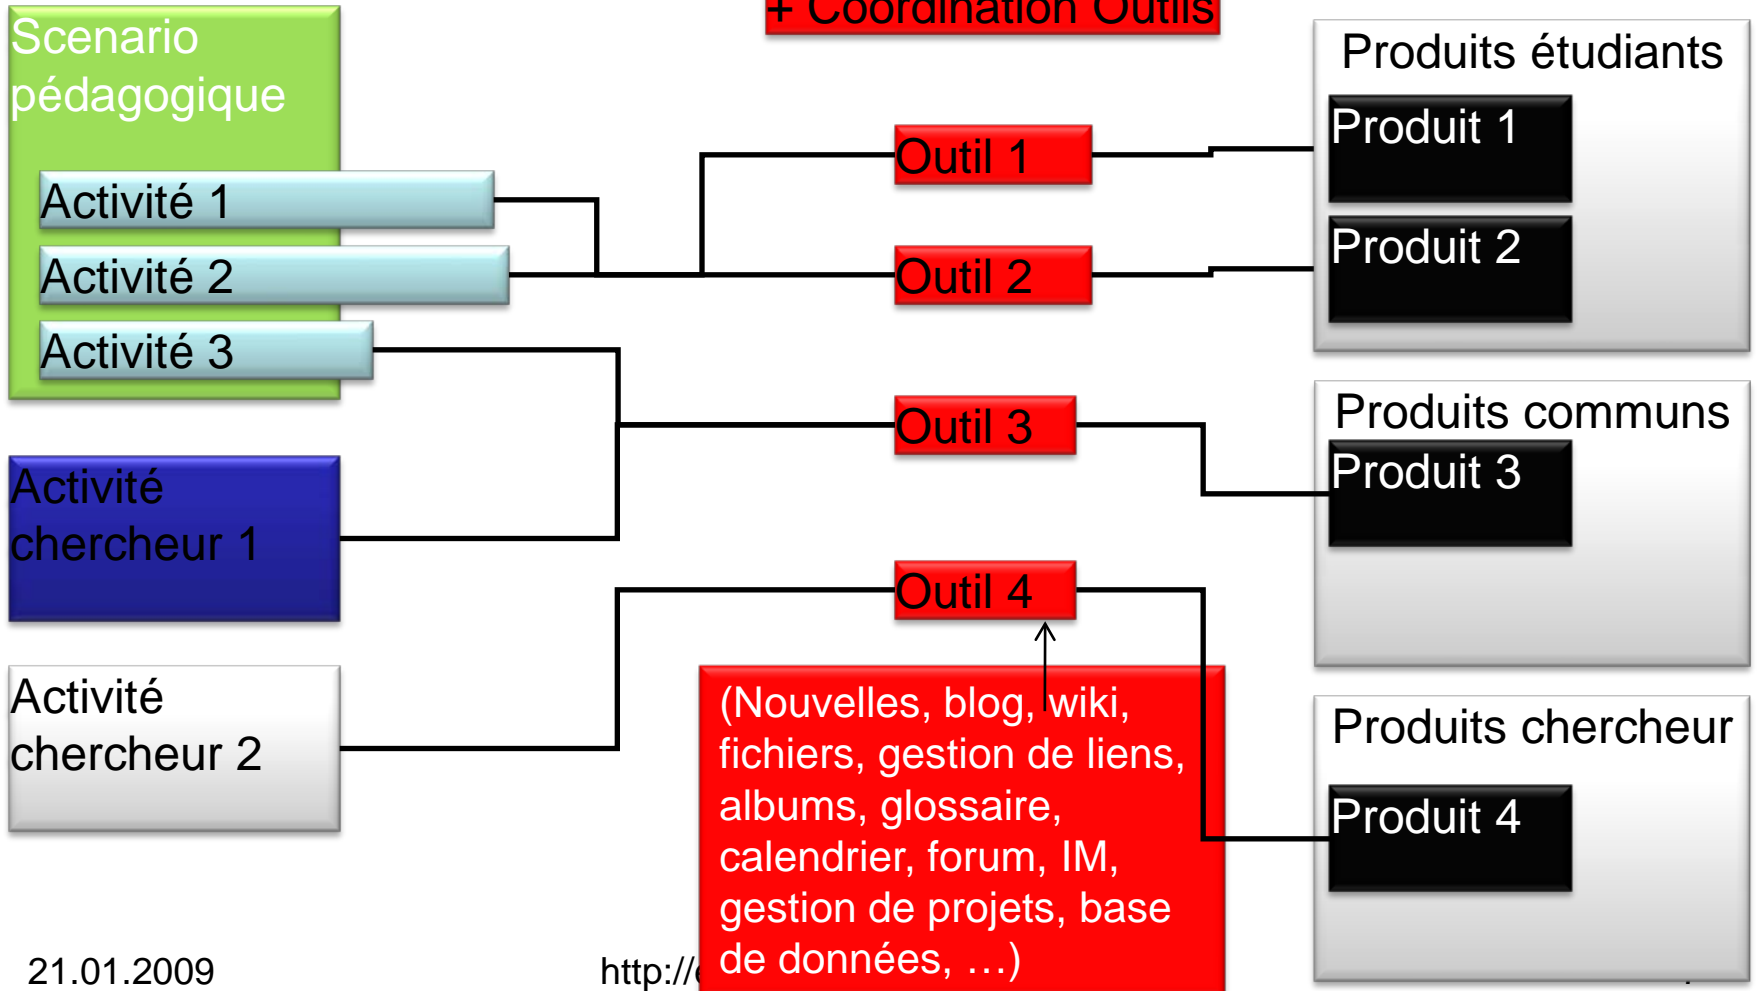 + Coordination Outils
Scenario
pédagogique
Activité 1
Activité 2
Activité 3
Activité
chercheur 1
Activité
chercheur 2
Outil 1
Outil 2
Outil 3
Outil 4
(Nouvelles, blog, wiki,
fichiers, gestion de liens,
albums, glossaire,
calendrier, forum, IM,
gestion de projets, base
de données, …)
Produits étudiants
Produit 1
Produit 2
Produits communs
Produit 3
Produits chercheur
Produit 4
21.01.2009
http://e